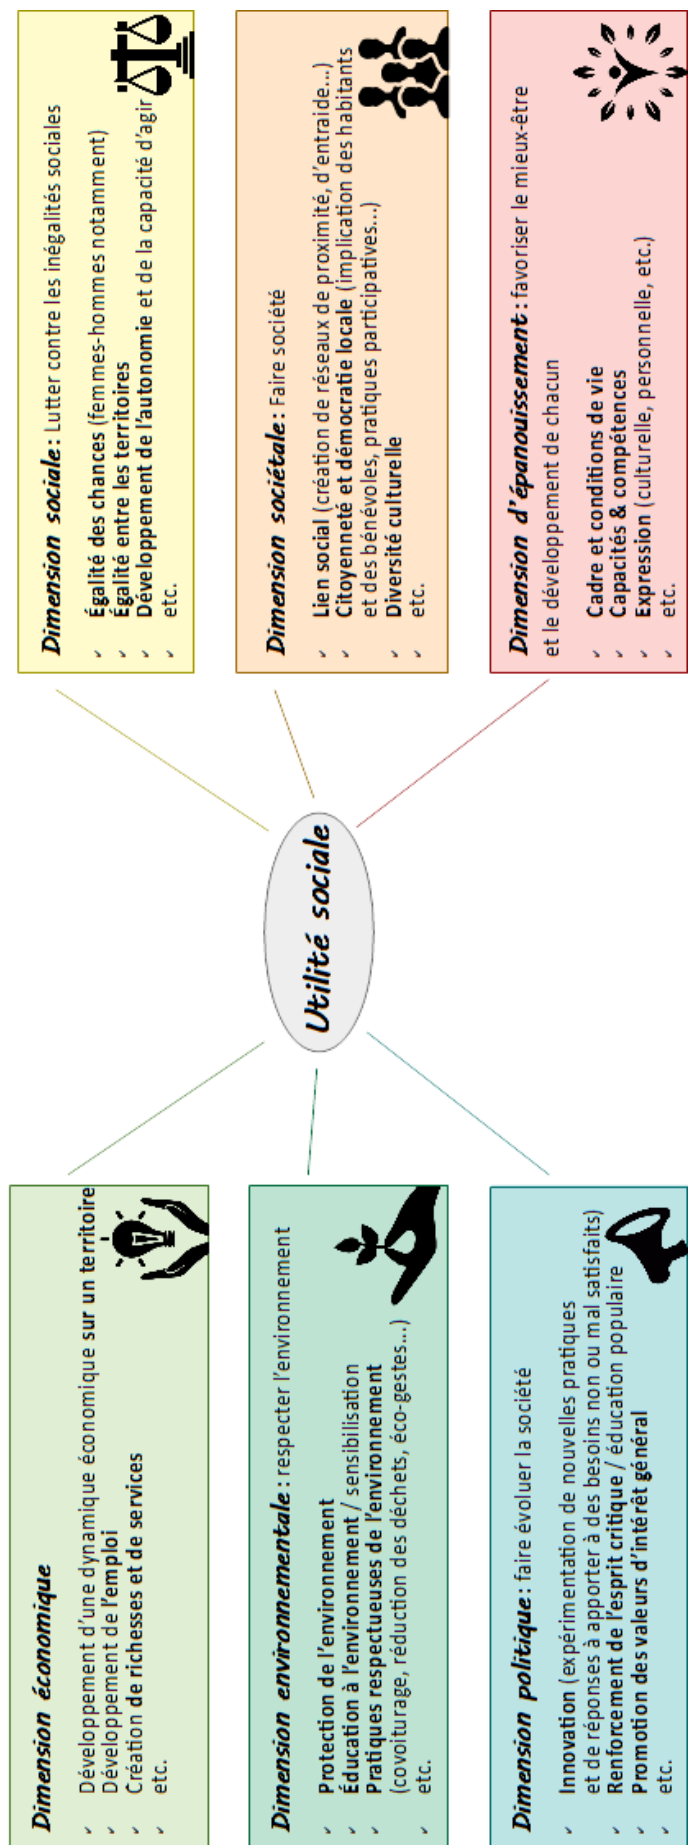 Dimension économique
Développement d'une dynamique économique sur un territoire
Développement de l'emploi
Création de richesses et de services
etc.
Dimension environnementale : respecter l'environnement
Protection de l'environnement
Éducation à l'environnement / sensibilisation
Pratiques respectueuses de l'environnement
(covoiturage, réduction des déchets, éco-gestes...)
etc.
Dimension politique : faire évoluer la société
Innovation (expérimentation de nouvelles pratiques
et de réponses à apporter à des besoins non ou mal satisfaits)
Renforcement de l'esprit critique / éducation populaire
Promotion des valeurs d'intérêt général
etc.
Utilité sociale
Dimension sociale : Lutter contre les inégalités sociales
Égalité des chances (femmes-hommes notamment)
Égalité entre les territoires
Développement de l'autonomie et de la capacité d'agir
etc.
Dimension sociétale : Faire société
Lien social (création de réseaux de proximité, d'entraide...)
Citoyenneté et démocratie locale (implication des habitants
et des bénévoles, pratiques participatives...)
Diversité culturelle
etc.
Dimension d'épanouissement : favoriser le mieux-être
et le développement de chacun
Cadre et conditions de vie
Capacités & compétences
Expression (culturelle, personnelle, etc.)
etc.